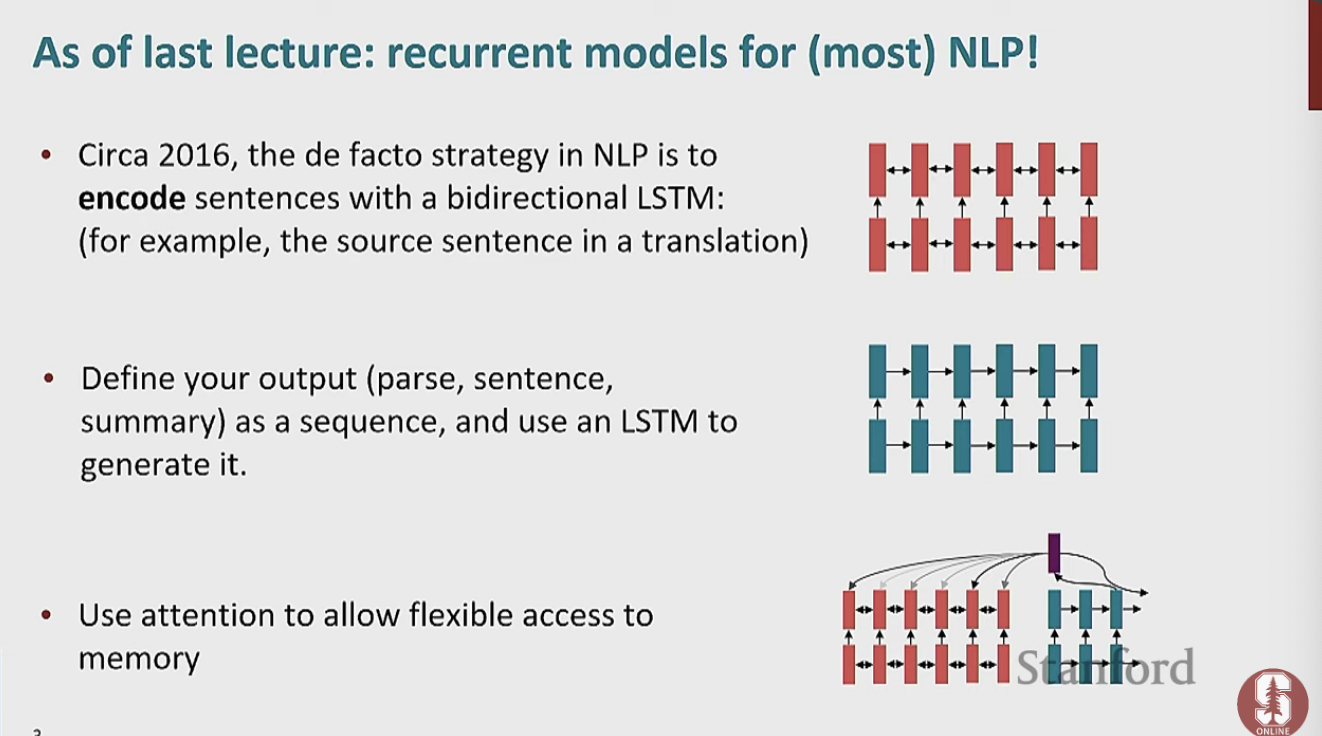 As of last lecture: recurrent models for (most) NLP!
• Circa 2016, the de facto strategy in NLP is to
encode sentences with a bidirectional LSTM:
(for example, the source sentence in a translation)
• Define your output (parse, sentence,
summary) as a sequence, and use an LSTM to
generate it.
• Use attention to allow flexible access to
memory
Stanford
S
ONLINE